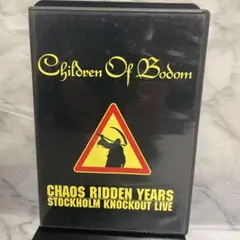 Children Of Bodom
CHAOS RIDDEN YEARS
STOCKHOLM KNOCKOUT LIVE